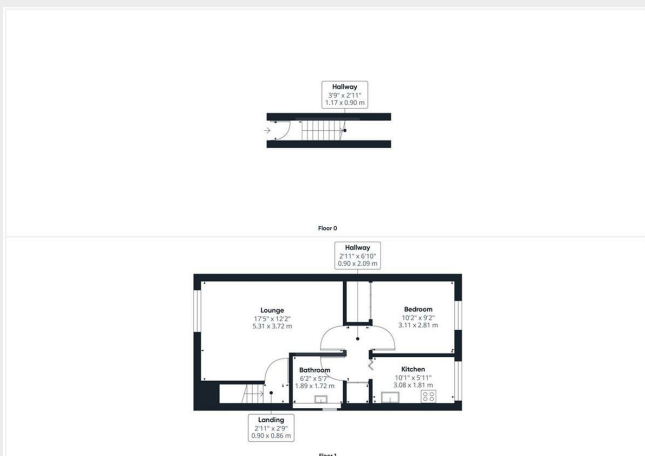 Hallway
3'9" x 2'11"
1.17 x 0.90 m
Floor 0
Hallway
2'11" x 6'10"
0.90 x 2.09 m
Lounge
17'5" x 12'2"
5.31 x 3.72 m
Bedroom
10'2" x 9'2"
3.11 x 2.81 m
Bathroom
6'2" x 5'7"
1.89 x 1.72 m
Kitchen
10'1" x 5'11"
3.08 x 1.81 m
Landing
2'11" x 2'9"
0.90 x 0.86 m
Floor 1